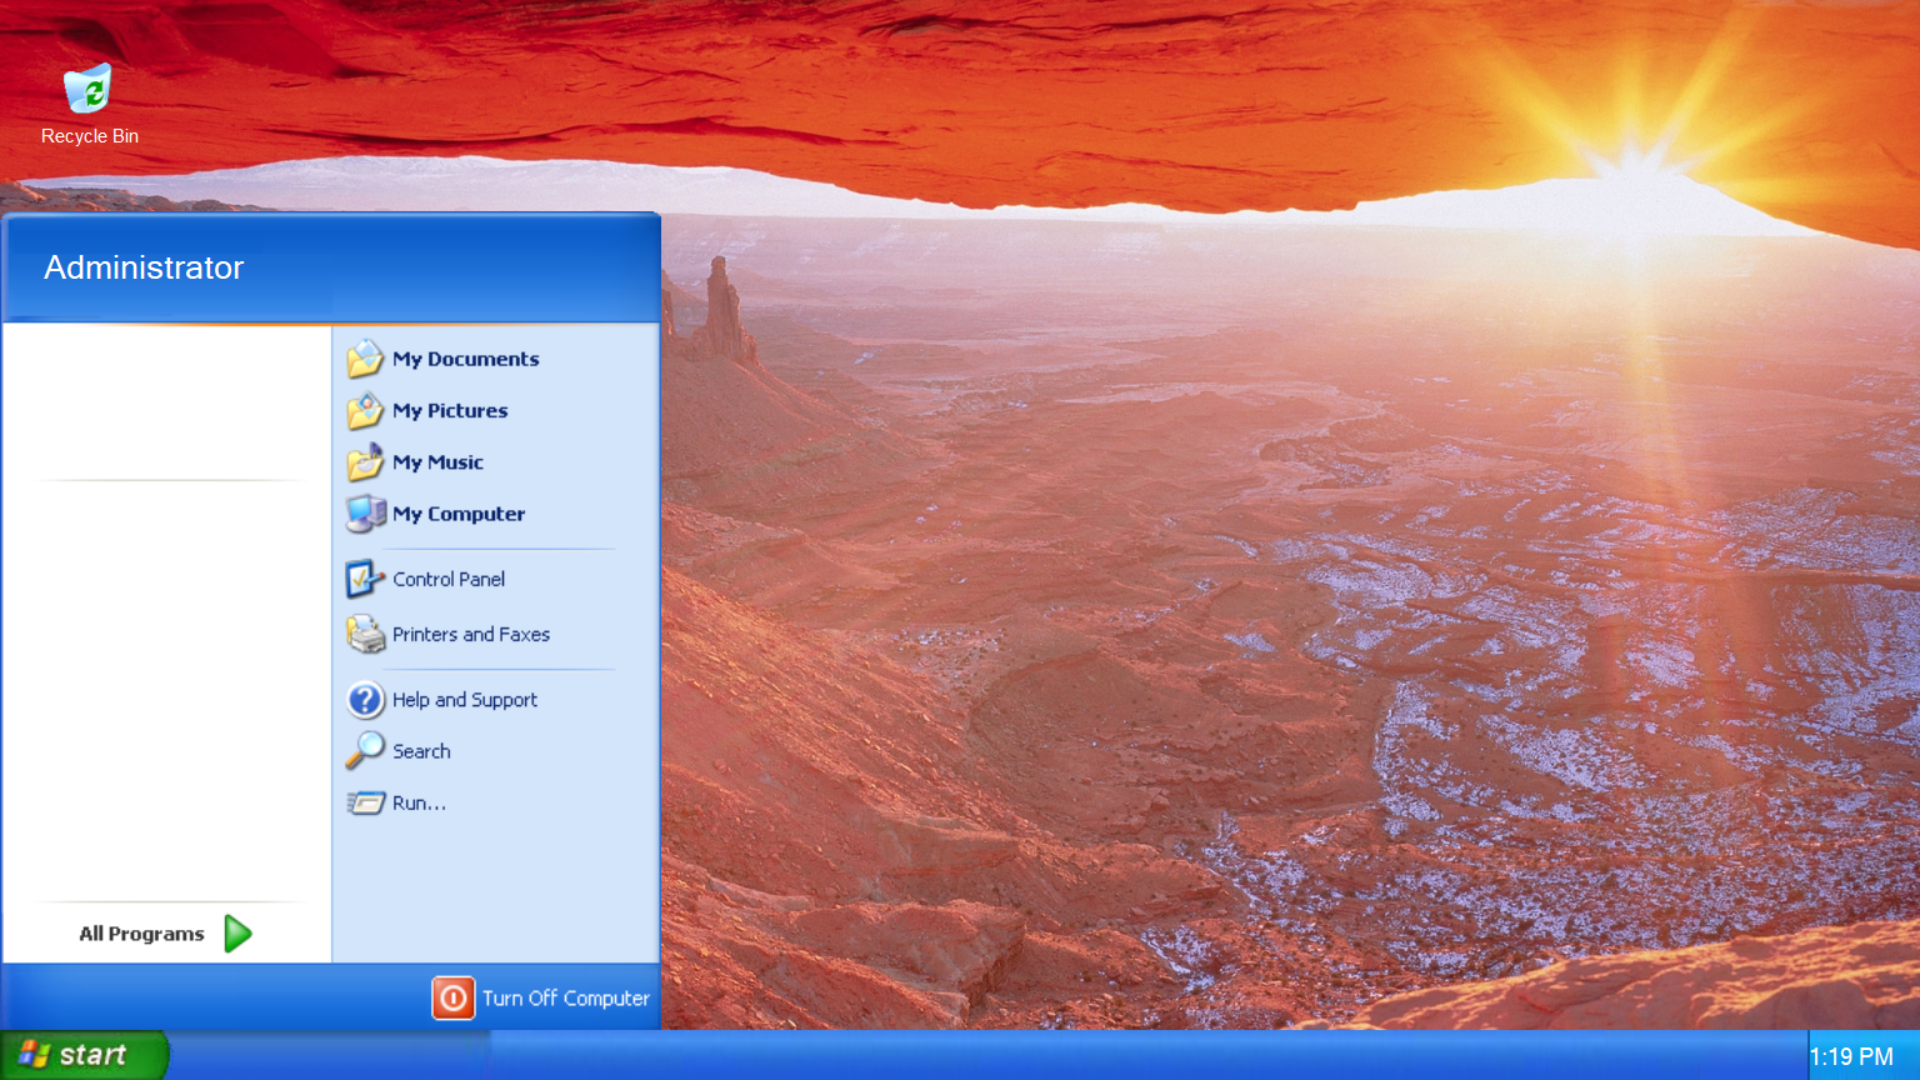 Recycle Bin
Administrator
My Documents
My Pictures
My Music
My Computer
Control Panel
Printers and Faxes
Help and Support
Search
Run...
All Programs
Turn Off Computer
start
1:19 PM